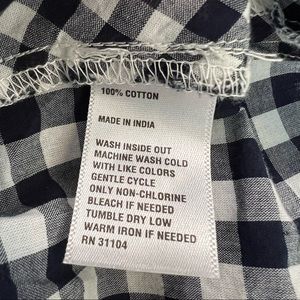 100% COTTON
MADE IN INDIA
WASH INSIDE OUT
MACHINE WASH COLD
WITH LIKE COLORS
GENTLE CYCLE
ONLY NON-CHLORINE
BLEACH IF NEEDED
TUMBLE DRY LOW
WARM IRON IF NEEDED
RN 31104